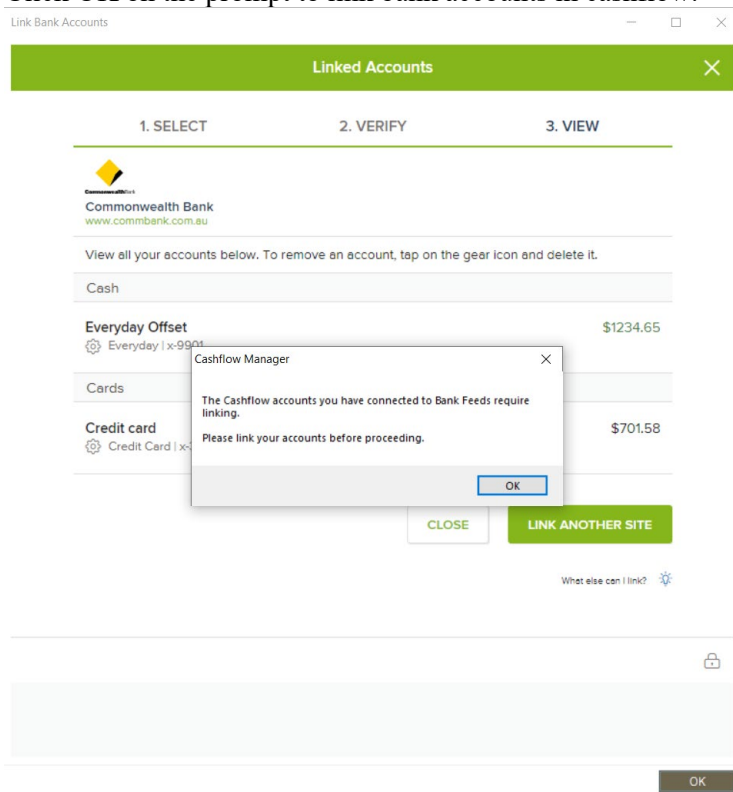 Link Bank Accounts
Linked Accounts
1. SELECT 2. VERIFY 3. VIEW
CommonwealthBank
Commonwealth Bank
www.commbank.com.au
View all your accounts below. To remove an account, tap on the gear icon and delete it.
Cash
Everyday Offset $1234.65
Everyday | x-9901
Cashflow Manager
Cards
The Cashflow accounts you have connected to Bank Feeds require
linking.
Credit card $701.58
Please link your accounts before proceeding.
Credit Card | x-
OK
CLOSE LINK ANOTHER SITE
What else can I link?
OK